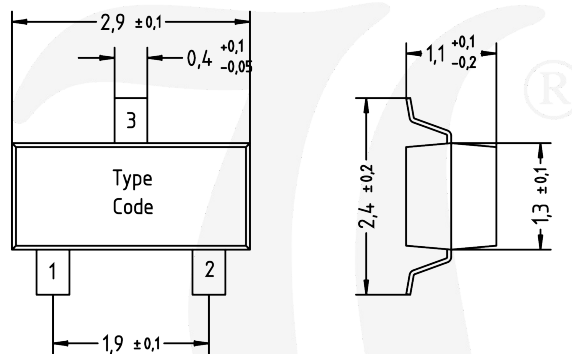 2,9 ±0,1
0,4 +0,1 -0,05
1,1 +0,1 -0,2
3
Type
Code
1
2
1,9 ±0,1
2,4 ±0,2
1,3 ±0,1
®